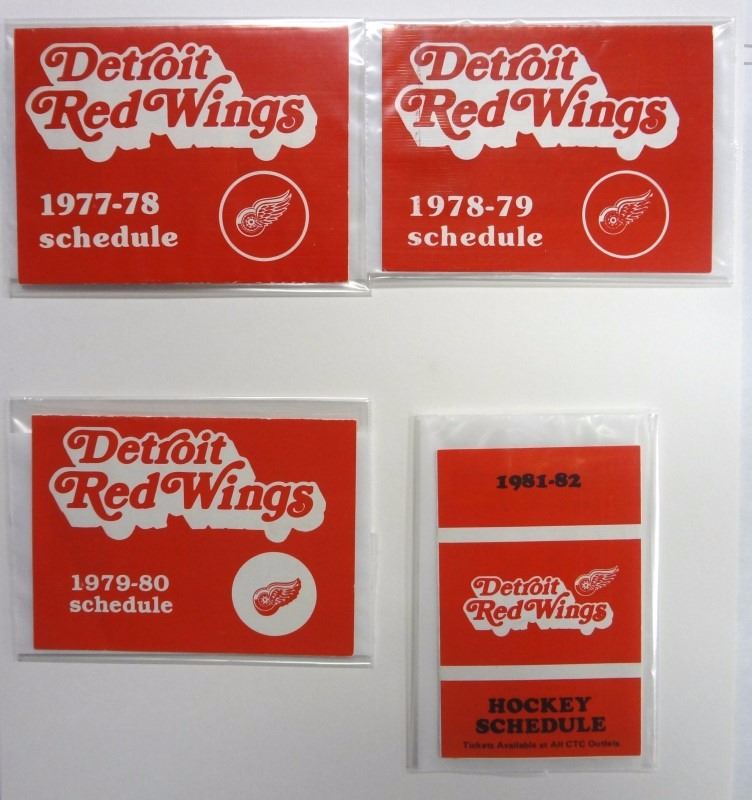 Detroit
Red Wings
1977-78
schedule
Detroit
Red Wings
1978-79
schedule
Detroit
Red Wings
1979-80
schedule
1981-82
Detroit
Red Wings
HOCKEY
SCHEDULE
Tickets Available at All CTC Outlets